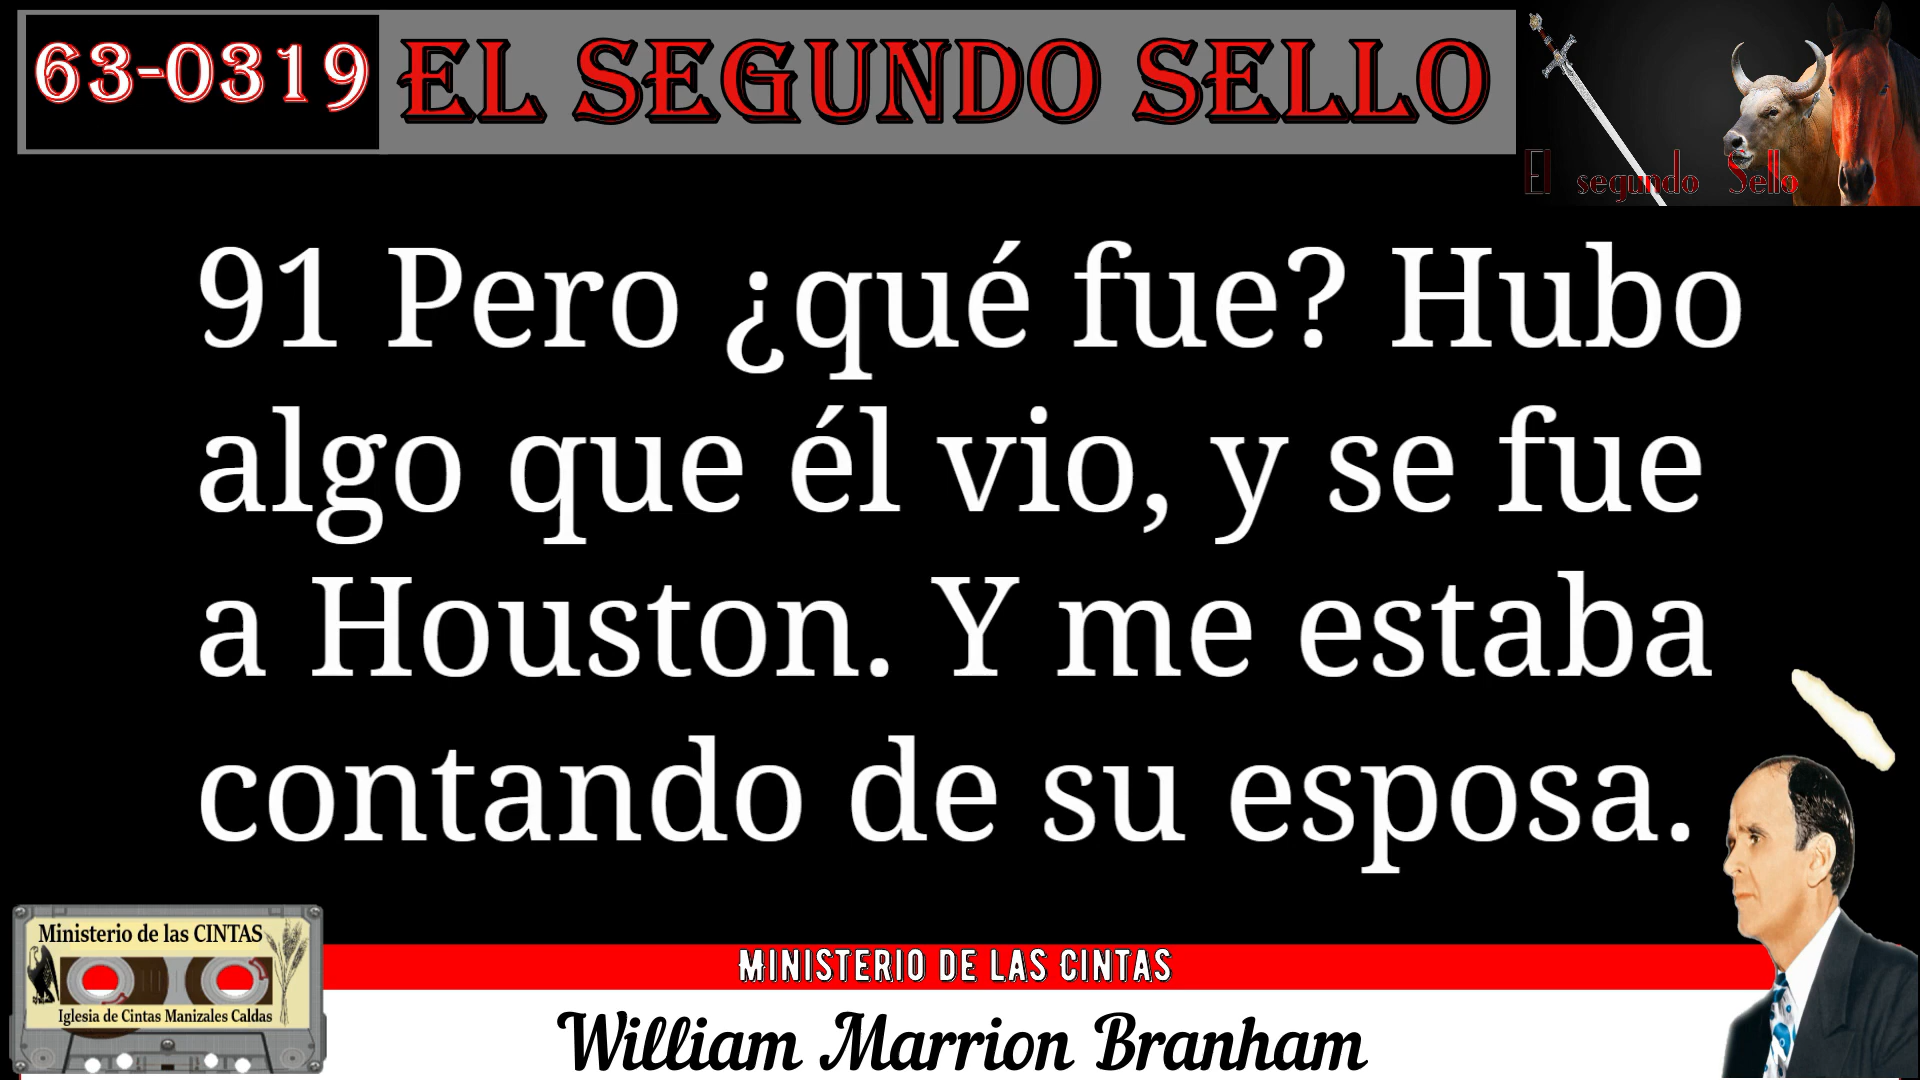 63-0319
EL SEGUNDO SELLO
El segundo Sello
91 Pero ¿qué fue? Hubo
algo que él vio, y se fue
a Houston. Y me estaba
contando de su esposa.
Ministerio de las CINTAS
Iglesia de Cintas Manizales Caldas
MINISTERIO DE LAS CINTAS
William Marrion Branham